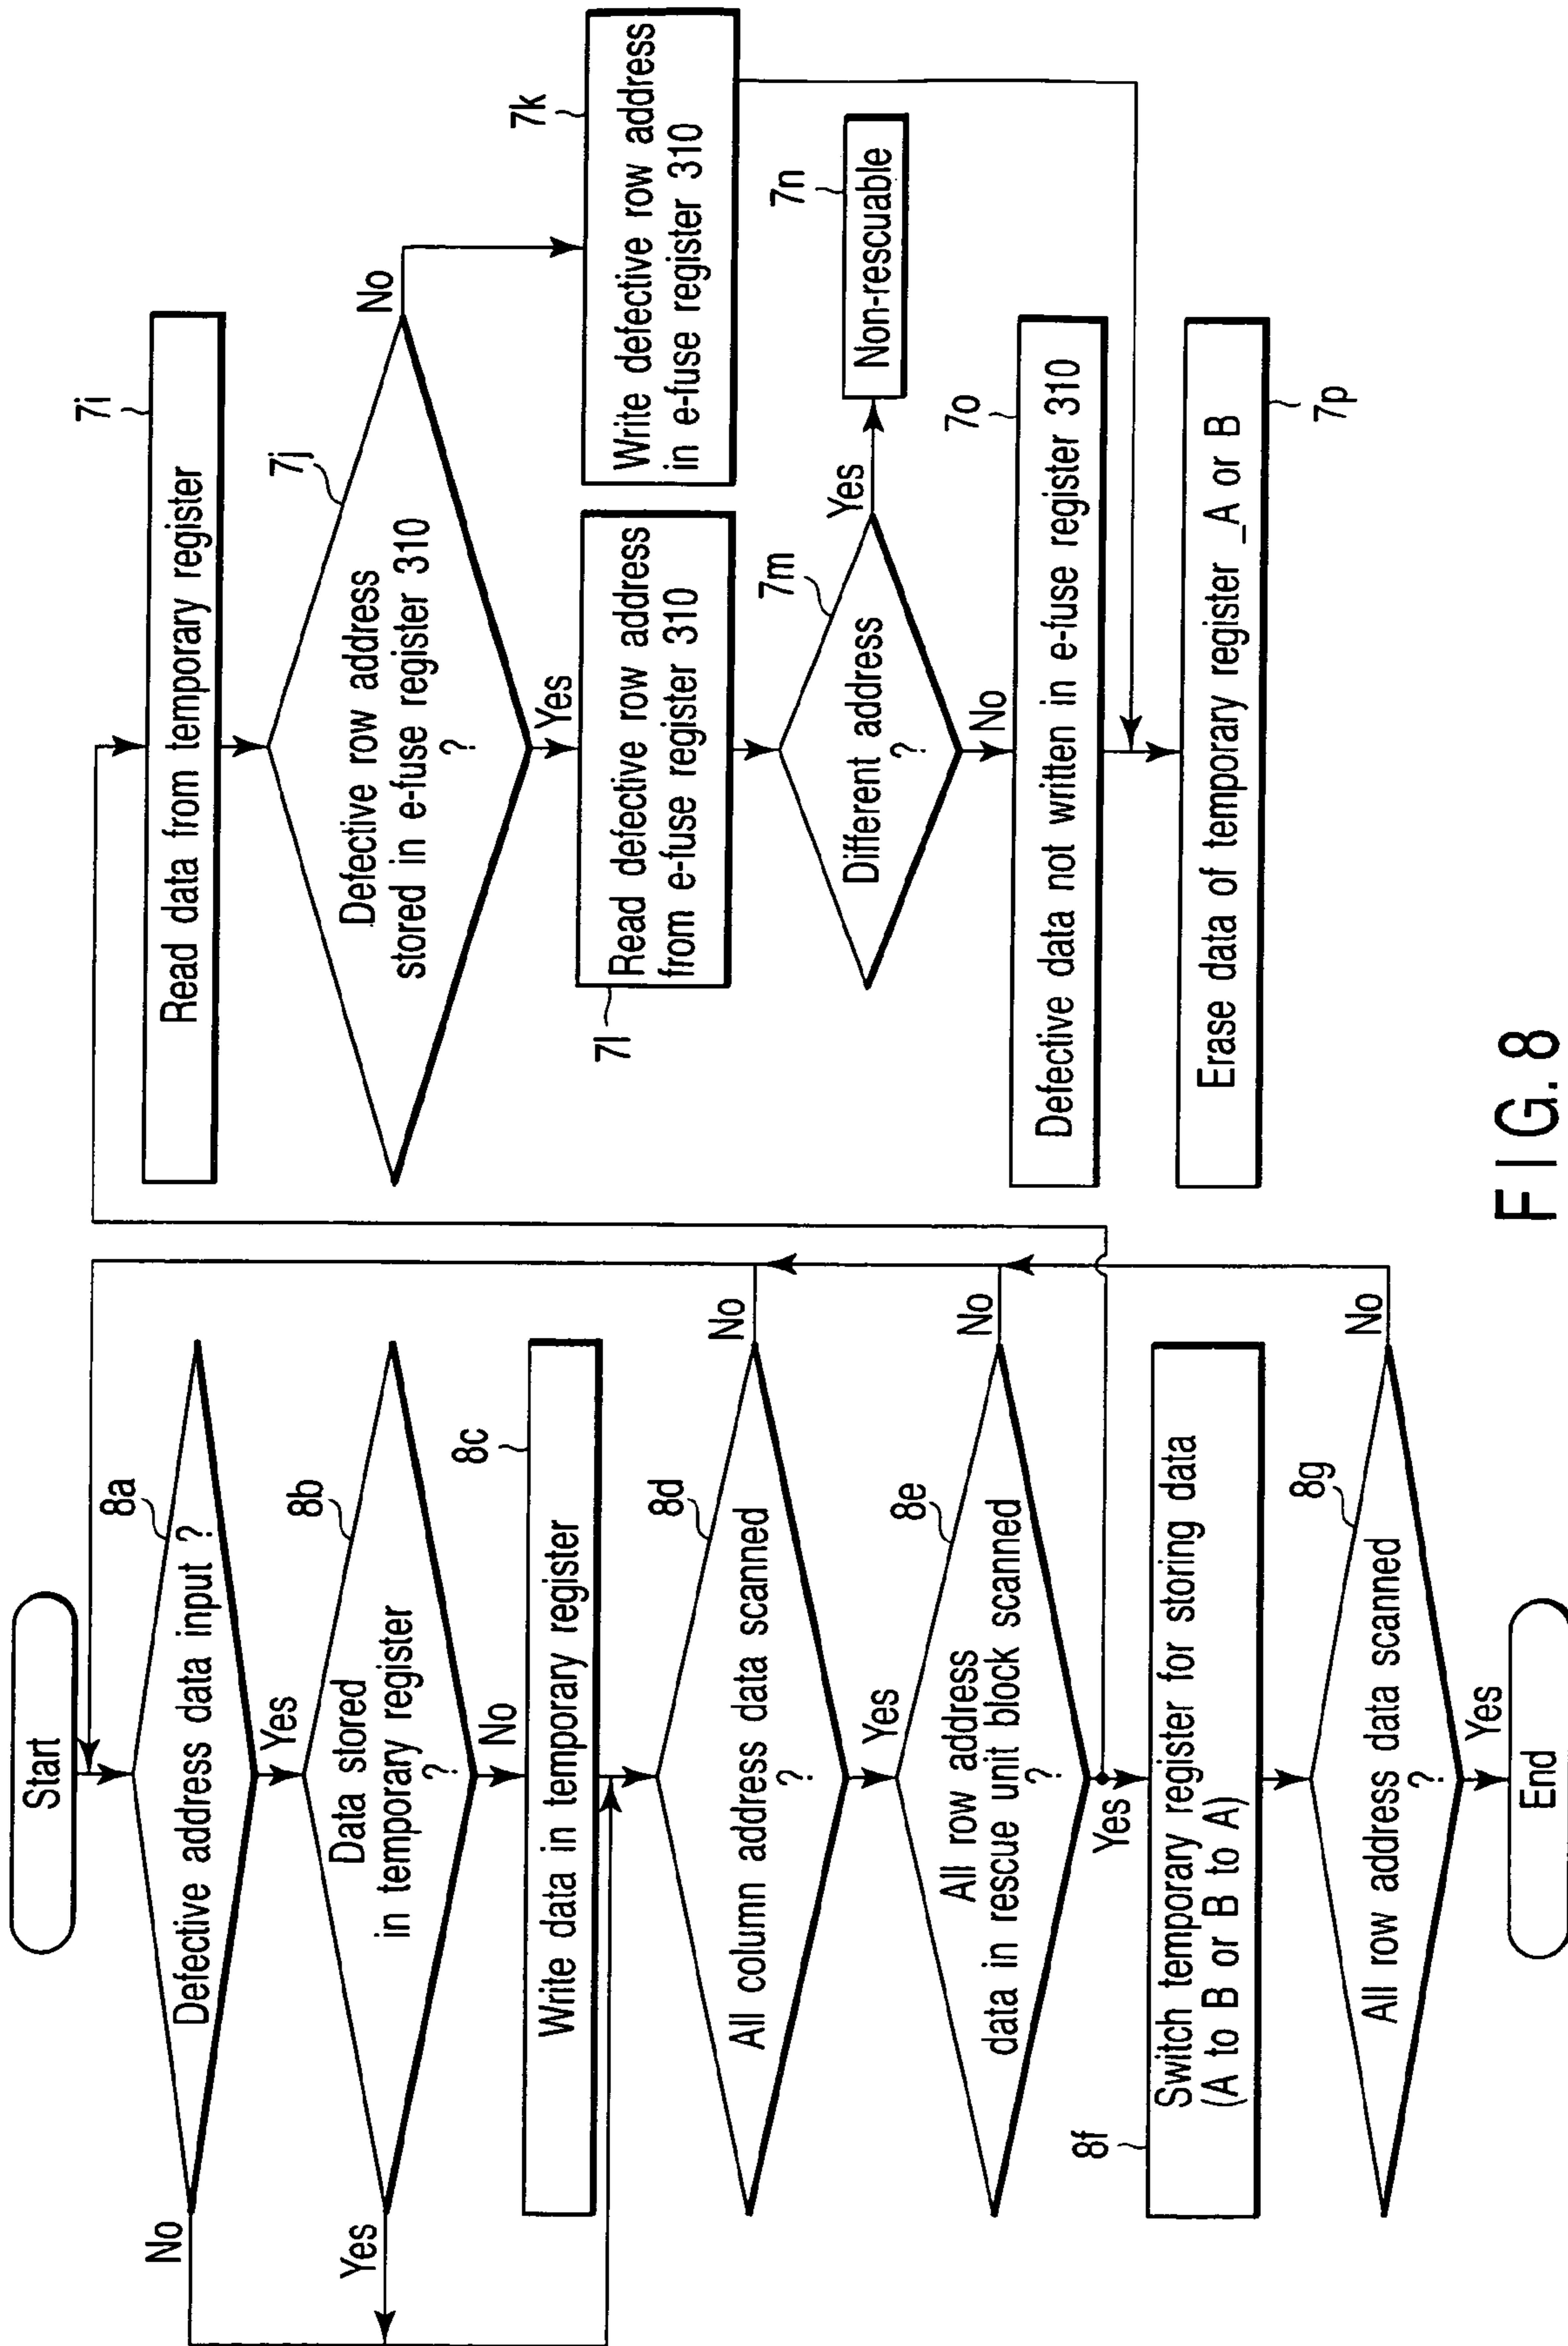 Start
8a
Defective address data input ?
No
Yes
8b
Data stored
in temporary register
?
Yes
No
8c
Write data in temporary register
8d
All column address data scanned
?
No
Yes
8e
All row address
data in rescue unit block scanned
?
No
Yes
8f
Switch temporary register for storing data
(A to B or B to A)
8g
All row address data scanned
?
No
Yes
End
7i
Read data from temporary register
7j
Defective row address
stored in e-fuse register 310
?
No
Yes
7k
Write defective row address
in e-fuse register 310
7l
Read defective row address
from e-fuse register 310
7m
Different address
?
Yes
No
7n
Non-rescuable
7o
Defective data not written in e-fuse register 310
Erase data of temporary register _A or B
7p
FIG. 8